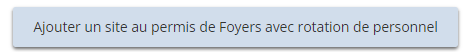 Ajouter un site au permis de Foyers avec rotation de personnel